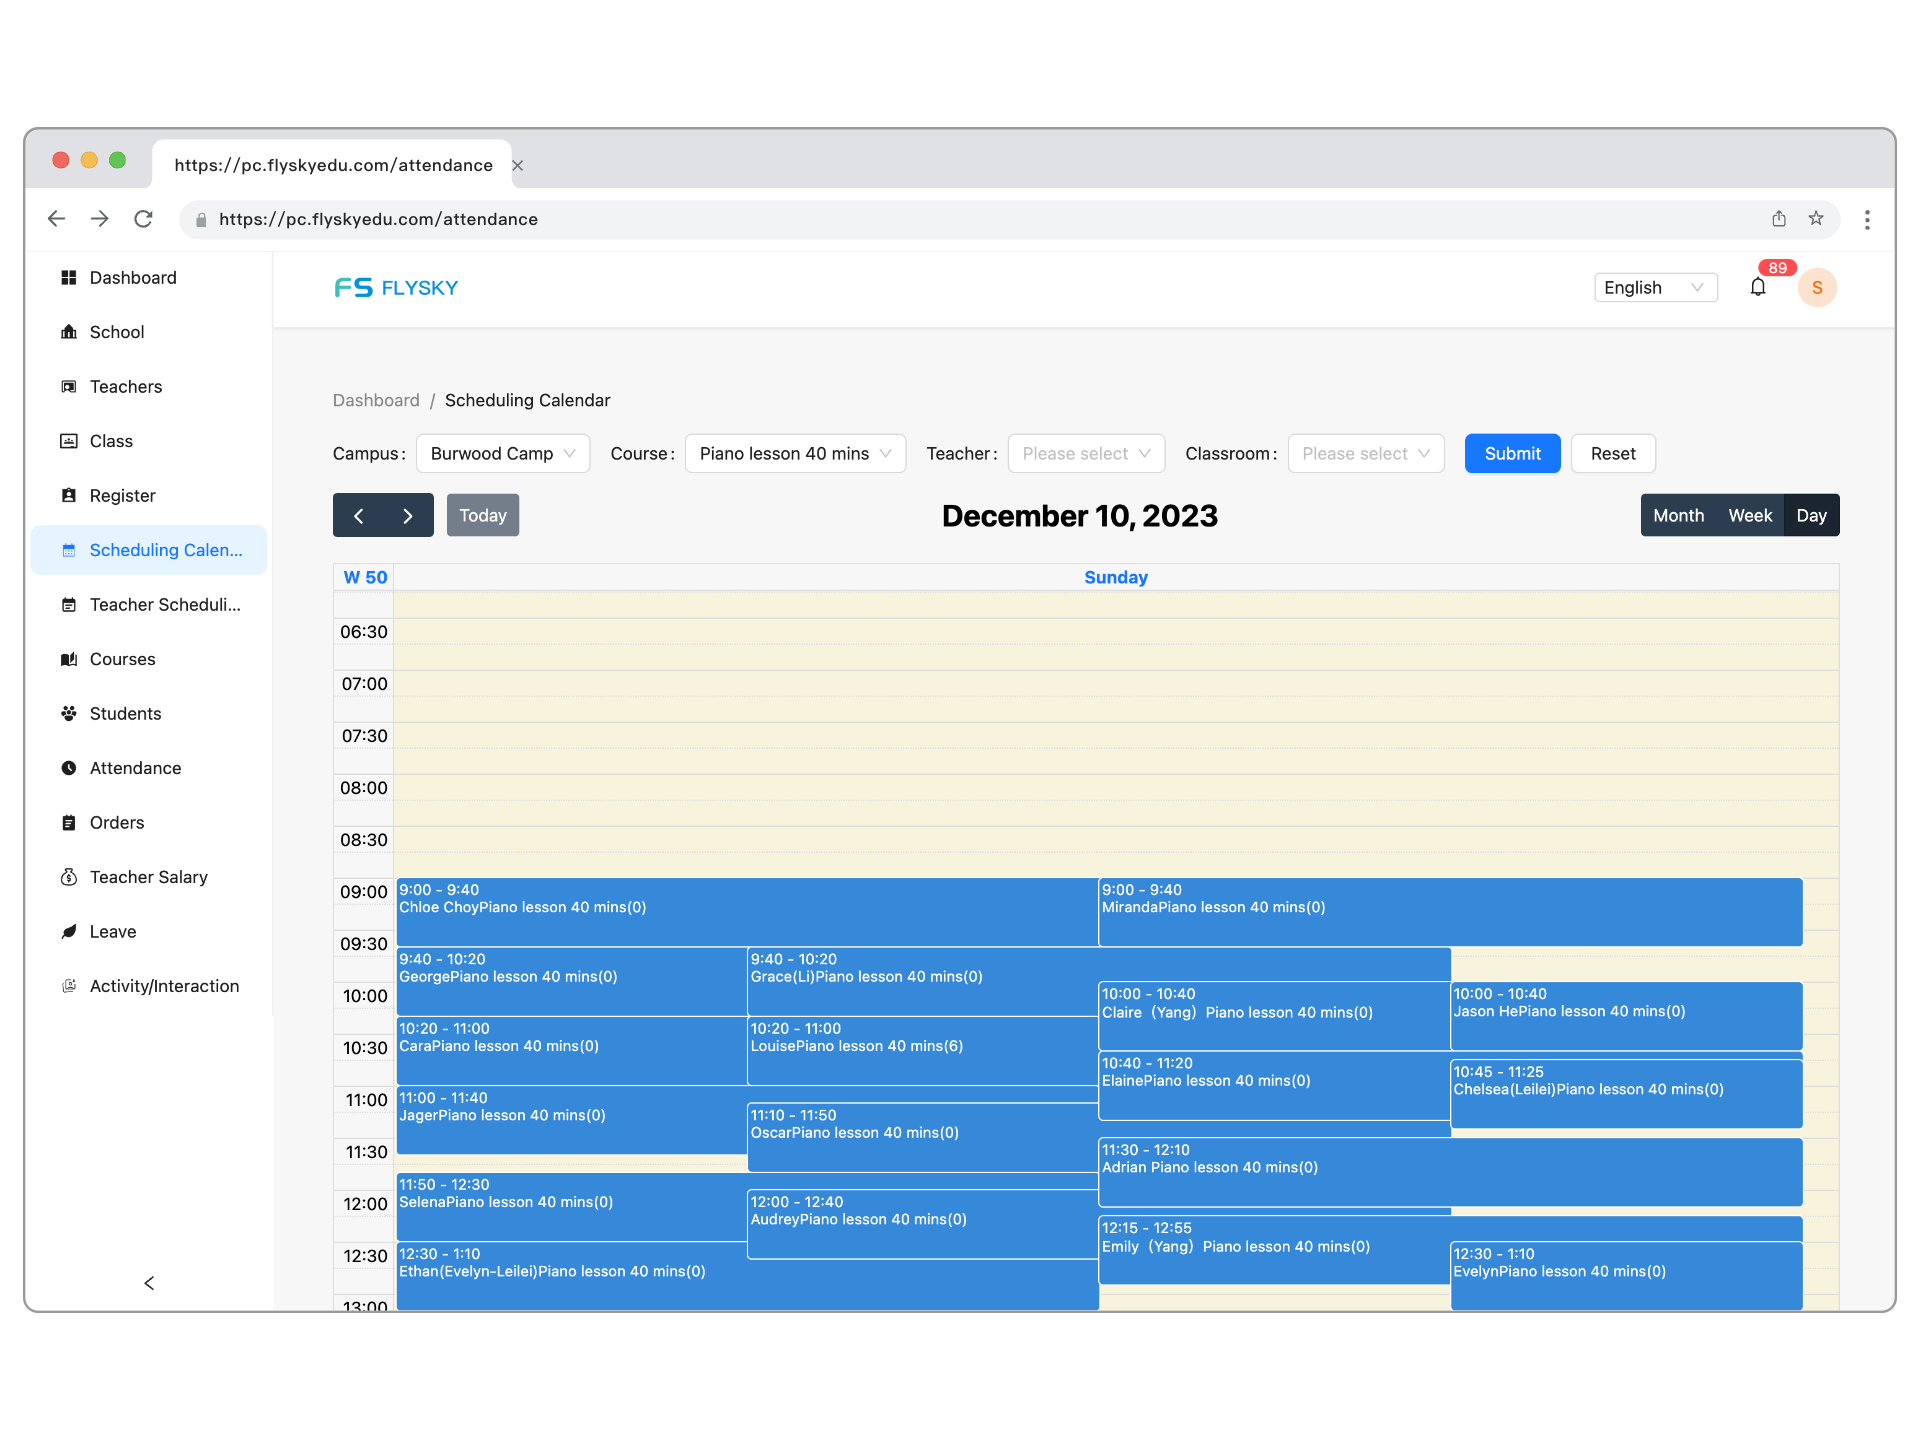 https://pc.flyskyedu.com/attendance
https://pc.flyskyedu.com/attendance
Dashboard
School
Teachers
Class
Register
Scheduling Calen...
Teacher Scheduli...
Courses
Students
Attendance
Orders
Teacher Salary
Leave
Activity/Interaction
FS FLYSKY
English
89
S
Dashboard / Scheduling Calendar
Campus: Burwood Camp Course: Piano lesson 40 mins Teacher: Please select Classroom: Please select Submit Reset
Today
December 10, 2023
Month Week Day
W 50 Sunday
06:30
07:00
07:30
08:00
08:30
09:00
09:30
10:00
10:30
11:00
11:30
12:00
12:30
13:00
9:00 - 9:40
Chloe ChoyPiano lesson 40 mins(0)
9:00 - 9:40
MirandaPiano lesson 40 mins(0)
9:40 - 10:20
GeorgePiano lesson 40 mins(0)
9:40 - 10:20
Grace(Li)Piano lesson 40 mins(0)
10:00 - 10:40
Claire（Yang）Piano lesson 40 mins(0)
10:00 - 10:40
Jason HePiano lesson 40 mins(0)
10:20 - 11:00
CaraPiano lesson 40 mins(0)
10:20 - 11:00
LouisePiano lesson 40 mins(6)
10:40 - 11:20
ElainePiano lesson 40 mins(0)
10:45 - 11:25
Chelsea(Leilei)Piano lesson 40 mins(0)
11:00 - 11:40
JagerPiano lesson 40 mins(0)
11:10 - 11:50
OscarPiano lesson 40 mins(0)
11:30 - 12:10
Adrian Piano lesson 40 mins(0)
11:50 - 12:30
SelenaPiano lesson 40 mins(0)
12:00 - 12:40
AudreyPiano lesson 40 mins(0)
12:15 - 12:55
Emily（Yang）Piano lesson 40 mins(0)
12:30 - 1:10
Ethan(Evelyn-Leilei)Piano lesson 40 mins(0)
12:30 - 1:10
EvelynPiano lesson 40 mins(0)